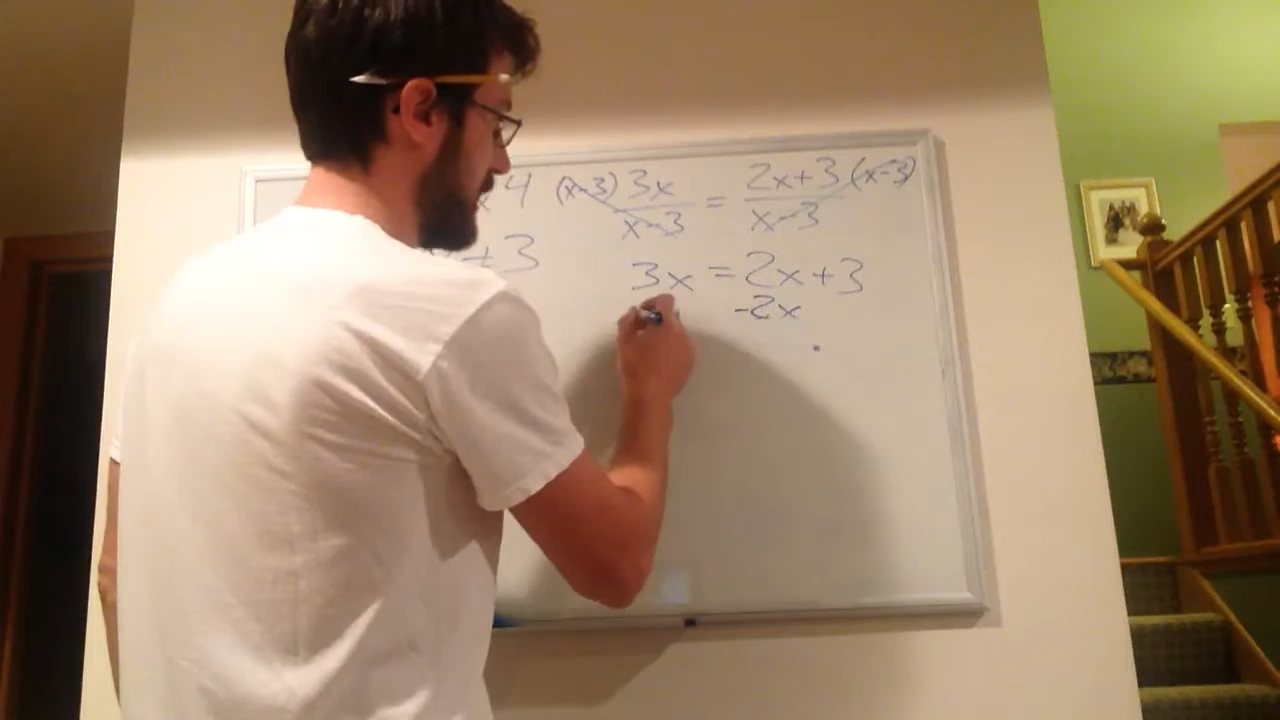 4 (x-3) 3x = 2x+3 (x-3)
x-3 x-3
+3 3x = 2x+3
-2x